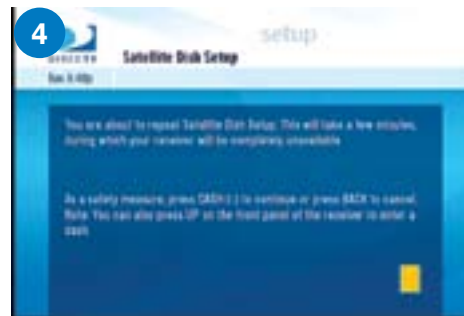 4
setup
DIRECTV
Satellite Dish Setup
You are about to repeat Satellite Dish Setup. This will take a few minutes,
during which your receiver will be completely unavailable.
As a safety measure, press DASH (-) to continue or press BACK to cancel.
Note: You can also press UP on the front panel of the receiver to enter a
dash.